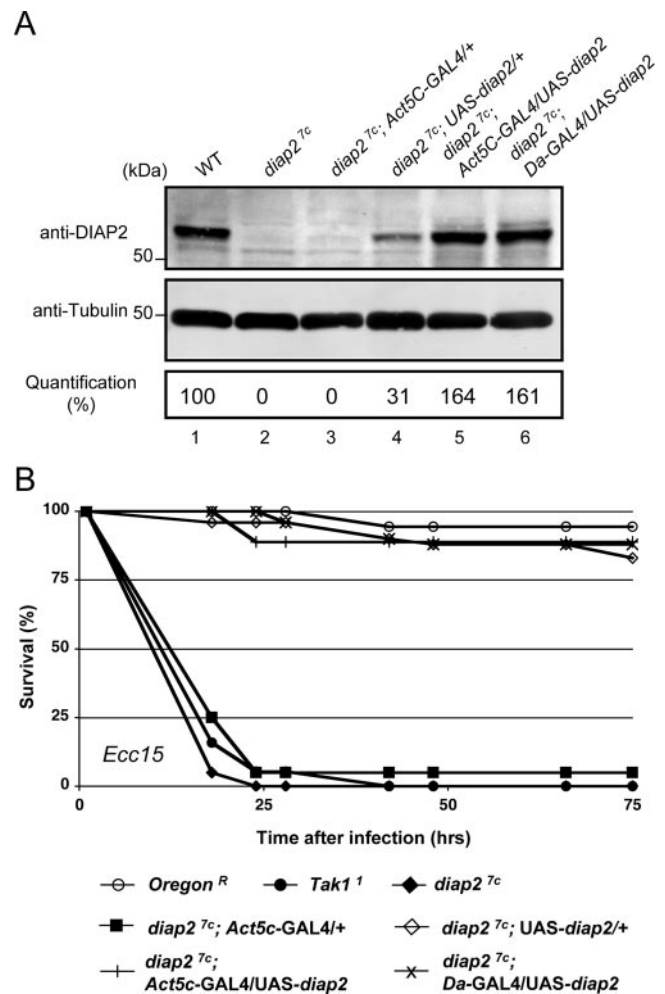 A
(kDa)
WT
diap2 7c
diap2 7c; Act5C-GAL4/+
diap2 7c; UAS-diap2/+
diap2 7c;
Act5C-GAL4/UAS-diap2
diap2 7c;
Da-GAL4/UAS-diap2
anti-DIAP2
50
anti-Tubulin
50
Quantification
(%)
100 0 0 31 164 161
1 2 3 4 5 6
B
Survival (%)
100
75
50
25
0
Ecc15
0 25 50 75
Time after infection (hrs)
Oregon R Tak1 1 diap2 7c
diap2 7c; Act5c-GAL4/+ diap2 7c; UAS-diap2/+
diap2 7c; diap2 7c;
Act5c-GAL4/UAS-diap2 Da-GAL4/UAS-diap2